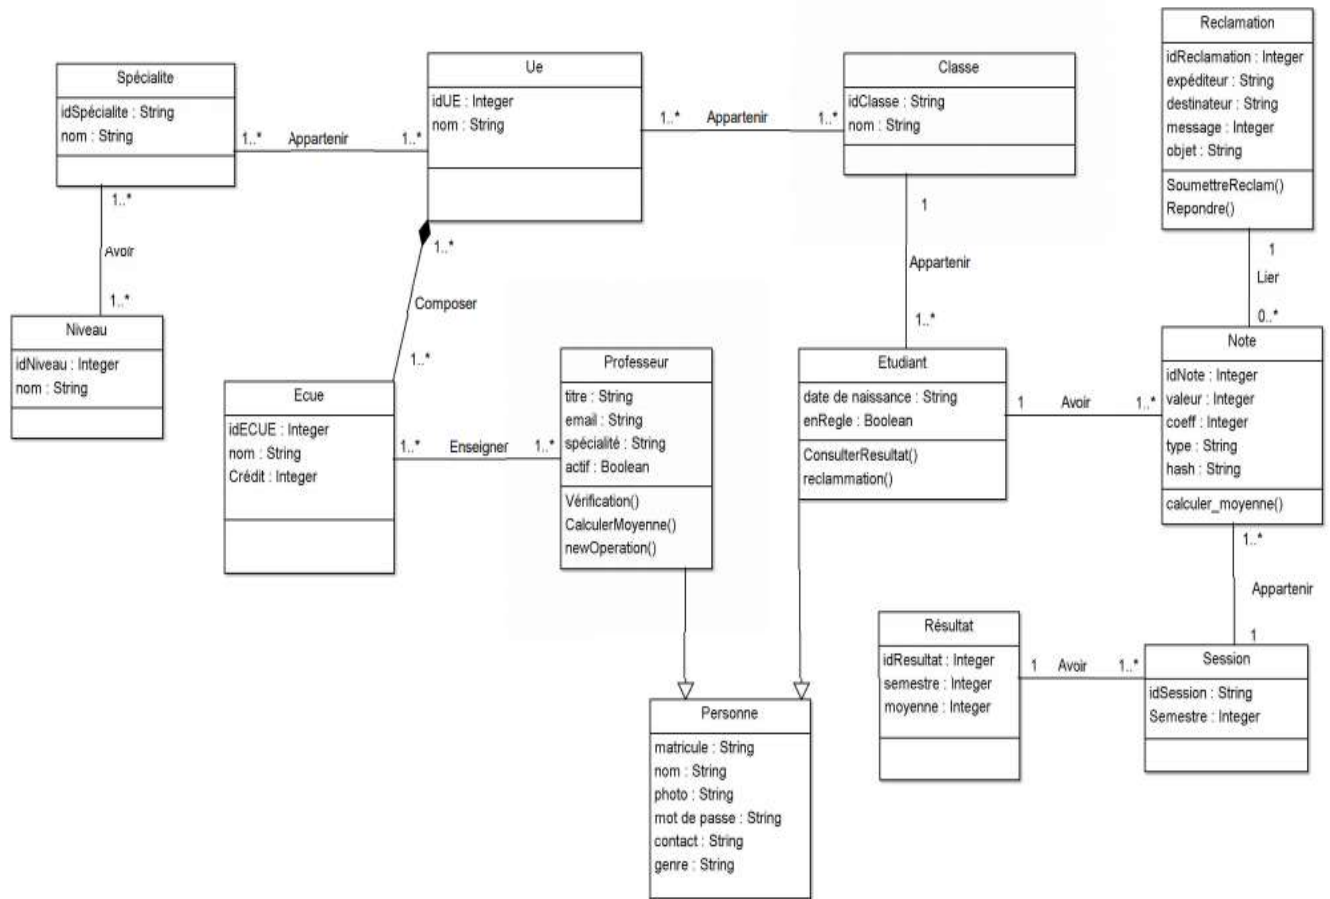 Spécialite
idSpécialite : String
nom : String
1..*
Appartenir
1..*
Ue
idUE : Integer
nom : String
1..*
Appartenir
1..*
Classe
idClasse : String
nom : String
Reclamation
idReclamation : Integer
expéditeur : String
destinateur : String
message : Integer
objet : String
SoumettreReclam()
Repondre()
1..*
Avoir
1..*
1..*
Composer
1..*
1
Appartenir
1..*
1
Lier
0..*
Niveau
idNiveau : Integer
nom : String
Ecue
idECUE : Integer
nom : String
Crédit : Integer
1..*
Enseigner
1..*
Professeur
titre : String
email : String
spécialité : String
actif : Boolean
Vérification()
CalculerMoyenne()
newOperation()
Etudiant
date de naissance : String
enRegle : Boolean
ConsulterResultat()
reclammation()
1
Avoir
1..*
Note
idNote : Integer
valeur : Integer
coeff : Integer
type : String
hash : String
calculer_moyenne()
1..*
Appartenir
1
Résultat
idResultat : Integer
semestre : Integer
moyenne : Integer
1
Avoir
1..*
Session
idSession : String
Semestre : Integer
Personne
matricule : String
nom : String
photo : String
mot de passe : String
contact : String
genre : String